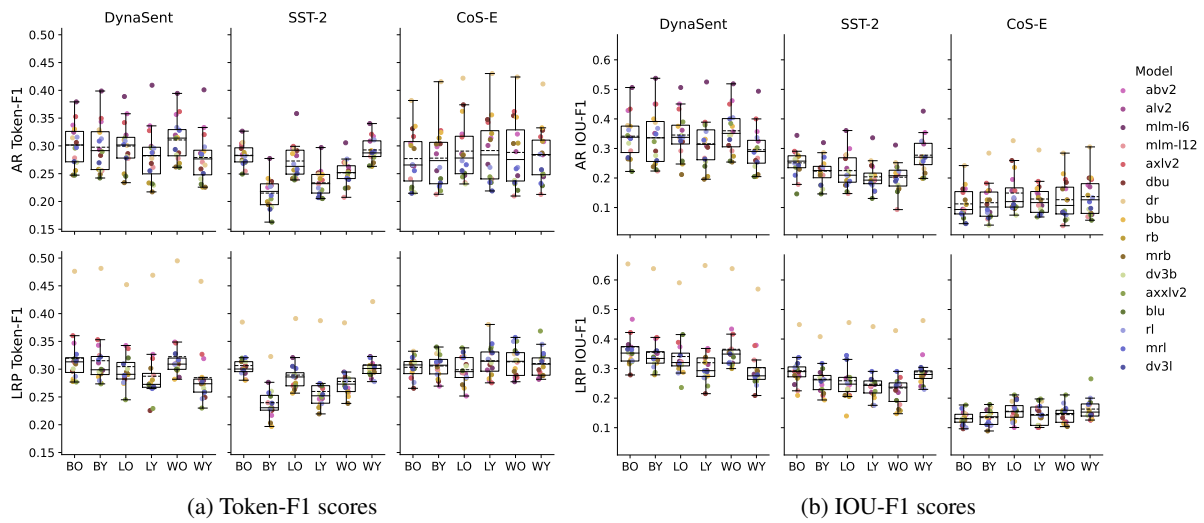 DynaSent SST-2 CoS-E
AR Token-F1
0.50
0.45
0.40
0.35
0.30
0.25
0.20
0.15
LRP Token-F1
0.50
0.45
0.40
0.35
0.30
0.25
0.20
0.15
BO BY LO LY WO WY BO BY LO LY WO WY BO BY LO LY WO WY
(a) Token-F1 scores
DynaSent SST-2 CoS-E
AR IOU-F1
0.6
0.5
0.4
0.3
0.2
0.1
LRP IOU-F1
0.6
0.5
0.4
0.3
0.2
0.1
BO BY LO LY WO WY BO BY LO LY WO WY BO BY LO LY WO WY
(b) IOU-F1 scores
Model
abv2
alv2
mlm-l6
mlm-l12
axlv2
dbu
dr
bbu
rb
mrb
dv3b
axxlv2
blu
rl
mrl
dv3l